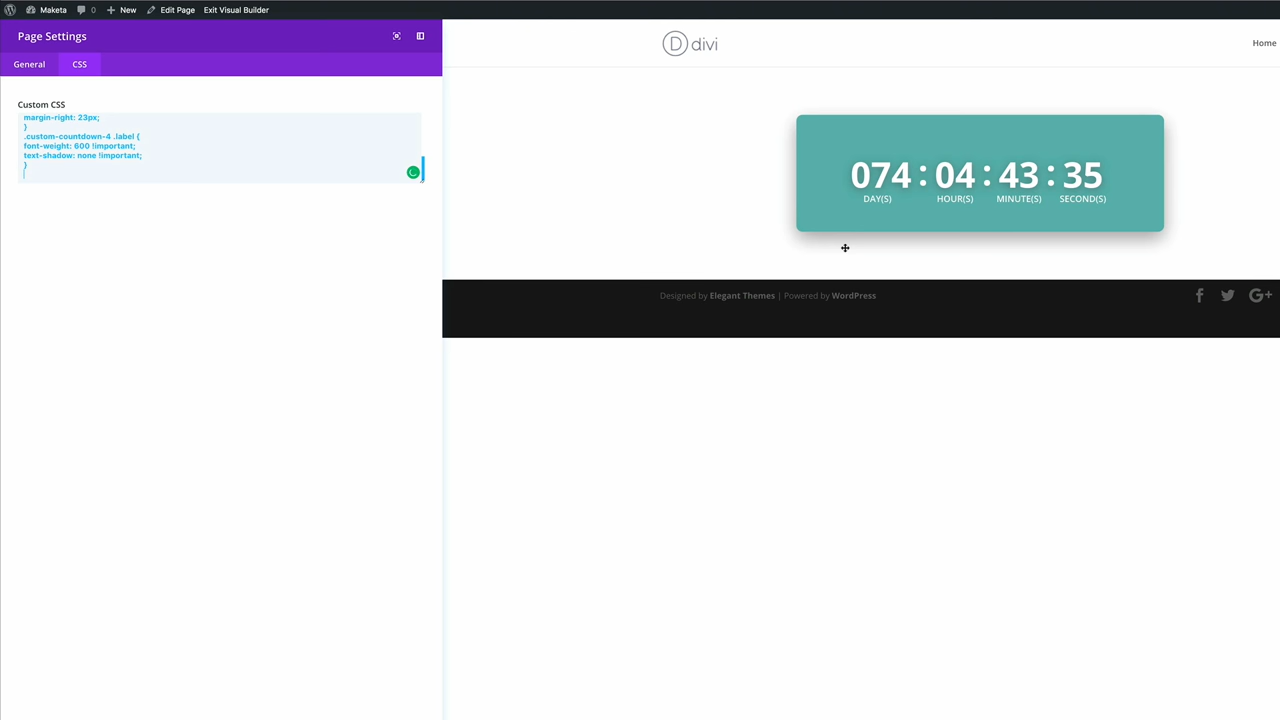 Maketa 0 New Edit Page Exit Visual Builder
Page Settings
General CSS
Custom CSS
margin-right: 23px;
}
.custom-countdown-4 .label {
font-weight: 600 !important;
text-shadow: none !important;
}
D divi
Home
074 : 04 : 43 : 35
DAY(S) HOUR(S) MINUTE(S) SECOND(S)
Designed by Elegant Themes | Powered by WordPress
G+